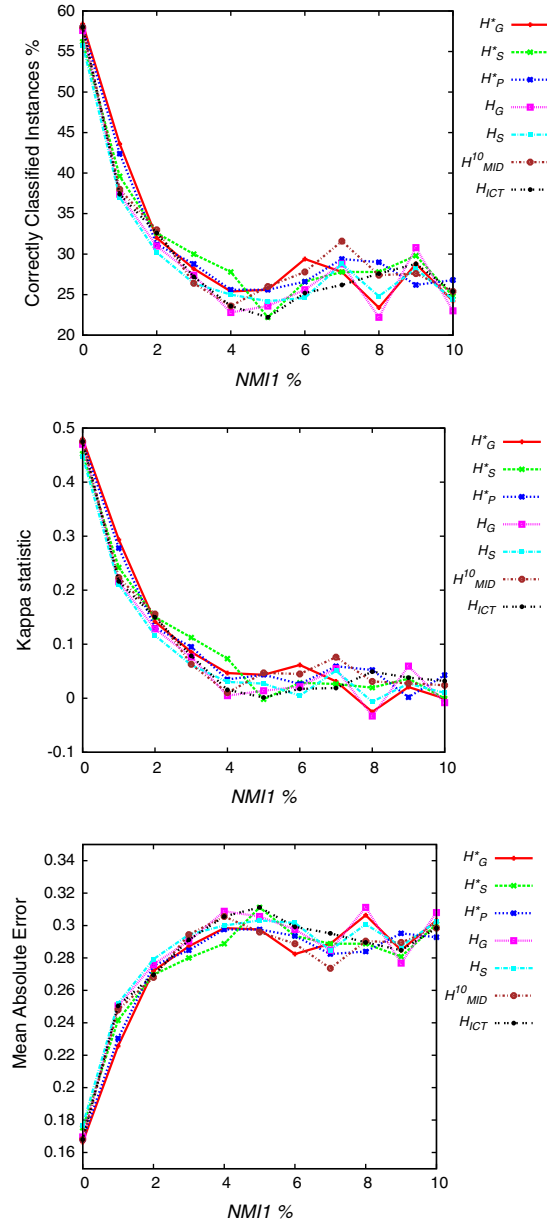 Correctly Classified Instances %
60
55
50
45
40
35
30
25
20
0 2 4 6 8 10
NMI1 %
H*G
H*S
H*P
HG
HS
H10MID
HICT
Kappa statistic
0.5
0.4
0.3
0.2
0.1
0
-0.1
0 2 4 6 8 10
NMI1 %
H*G
H*S
H*P
HG
HS
H10MID
HICT
Mean Absolute Error
0.34
0.32
0.3
0.28
0.26
0.24
0.22
0.2
0.18
0.16
0 2 4 6 8 10
NMI1 %
H*G
H*S
H*P
HG
HS
H10MID
HICT